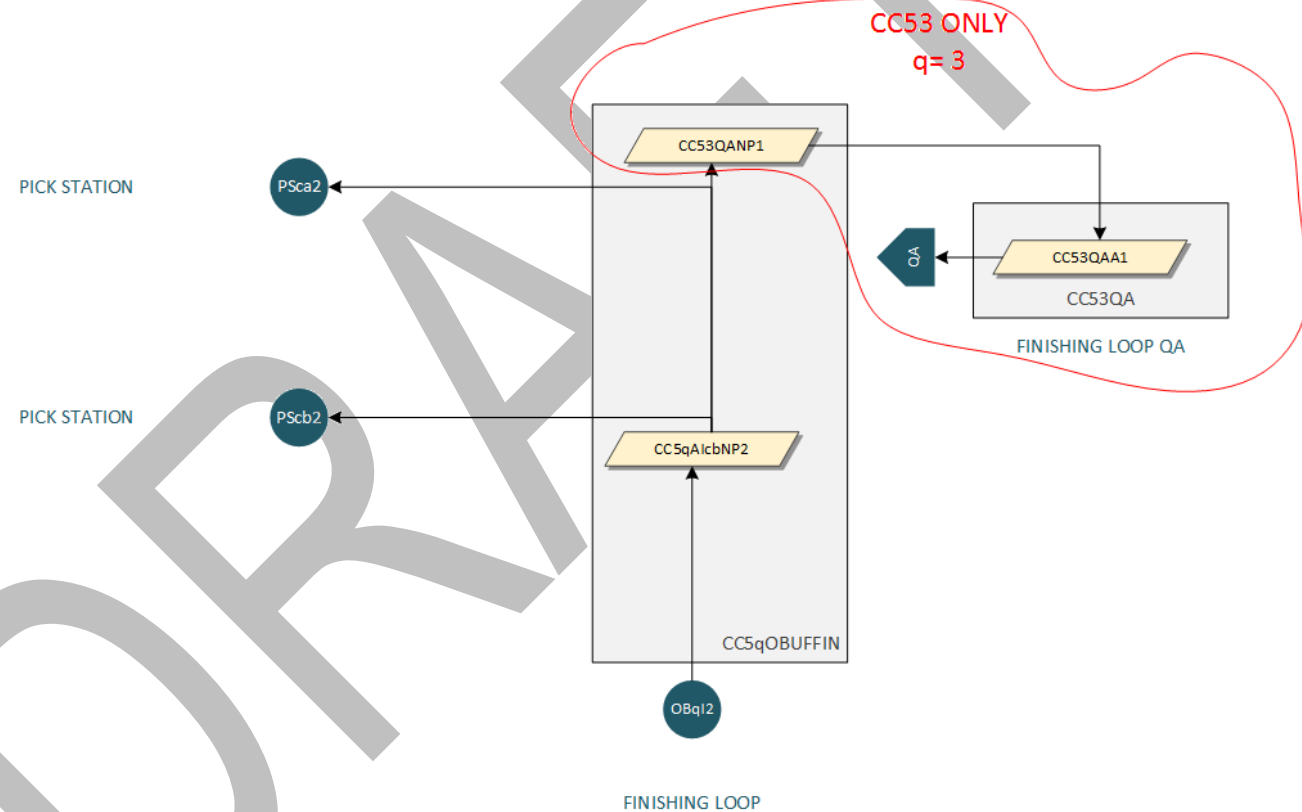 CC53 ONLY
q= 3
CC53QANP1
PICK STATION
PSca2
QA
CC53QAA1
CC53QA
FINISHING LOOP QA
PICK STATION
PScb2
CC5qAIcbNP2
CC5qOBUFFIN
OBqI2
FINISHING LOOP
DRAFT